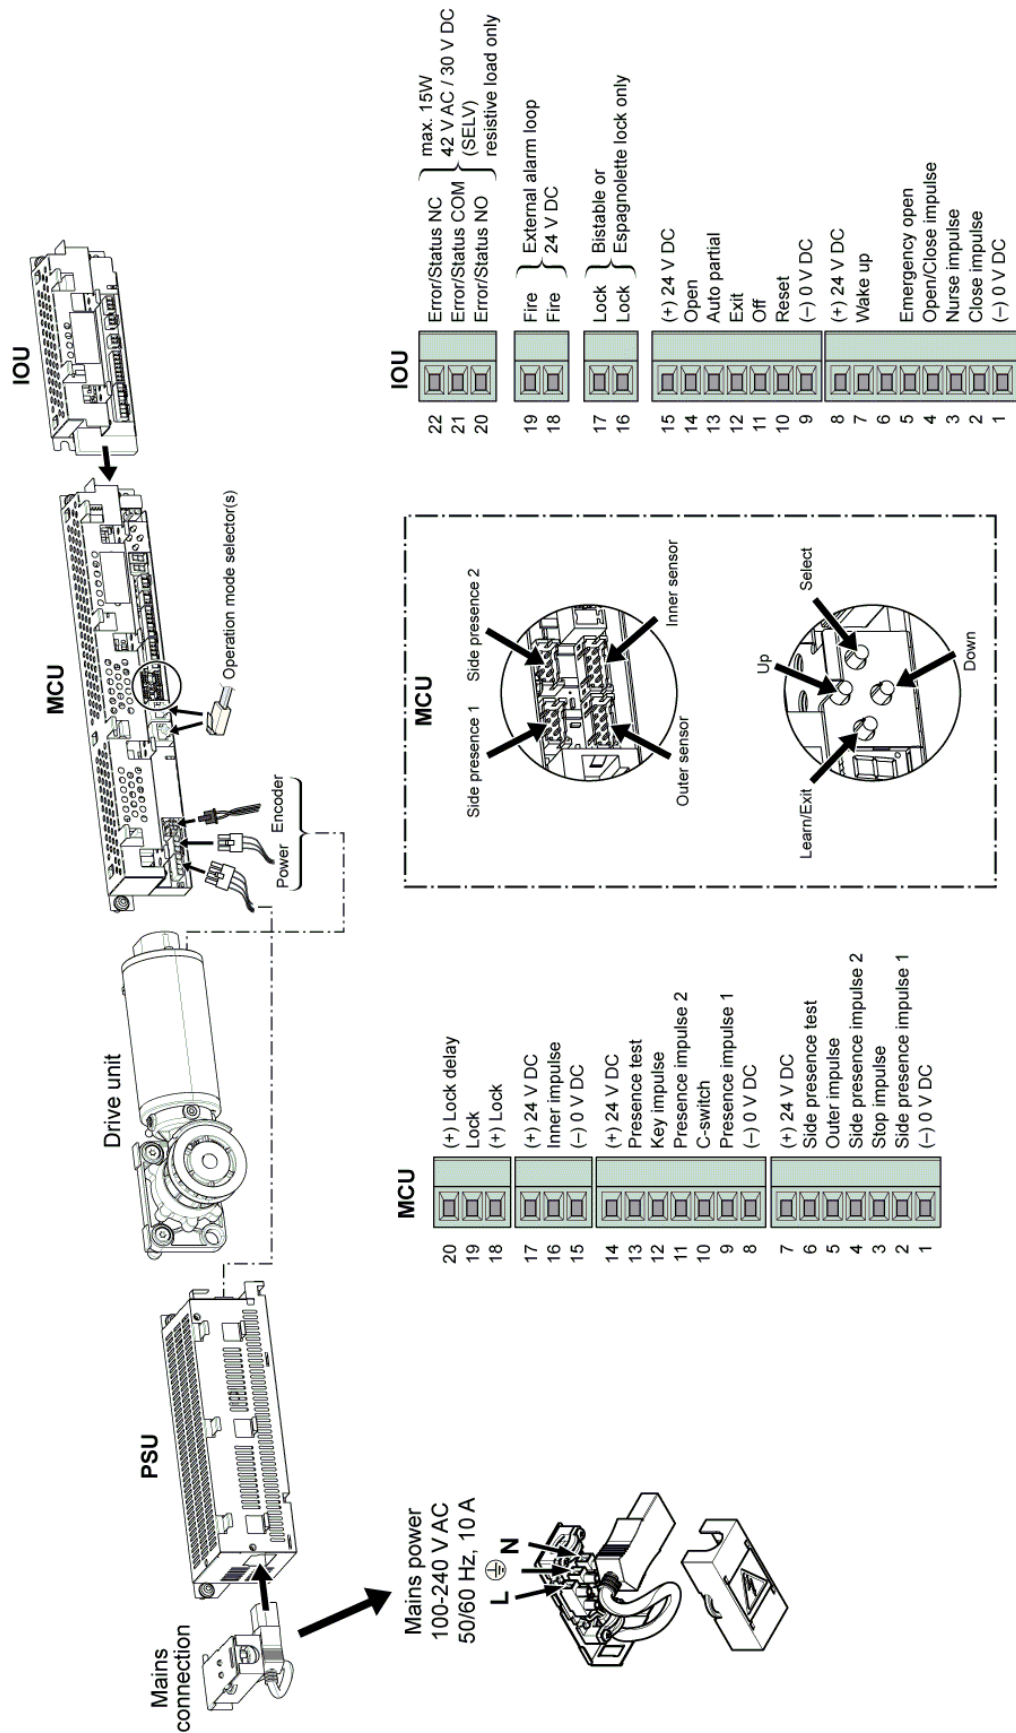 Mains
connection
PSU
Drive unit
MCU
IOU
Power
Encoder
Operation mode selector(s)
Mains power
100-240 V AC
50/60 Hz, 10 A
L
N
MCU
20 (+) Lock delay
19 Lock
18 (+) Lock
17 (+) 24 V DC
16 Inner impulse
15 (–) 0 V DC
14 (+) 24 V DC
13 Presence test
12 Key impulse
11 Presence impulse 2
10 C-switch
9 Presence impulse 1
8 (–) 0 V DC
7 (+) 24 V DC
6 Side presence test
5 Outer impulse
4 Side presence impulse 2
3 Stop impulse
2 Side presence impulse 1
1 (–) 0 V DC
MCU
Side presence 1
Side presence 2
Outer sensor
Inner sensor
Learn/Exit
Up
Select
Down
IOU
22 Error/Status NC
21 Error/Status COM
20 Error/Status NO
max. 15W
42 V AC / 30 V DC
(SELV)
resistive load only
19 Fire
18 Fire
External alarm loop
24 V DC
17 Lock
16 Lock
Bistable or
Espagnolette lock only
15 (+) 24 V DC
14 Open
13 Auto partial
12 Exit
11 Off
10 Reset
9 (–) 0 V DC
8 (+) 24 V DC
7 Wake up
6
5 Emergency open
4 Open/Close impulse
3 Nurse impulse
2 Close impulse
1 (–) 0 V DC